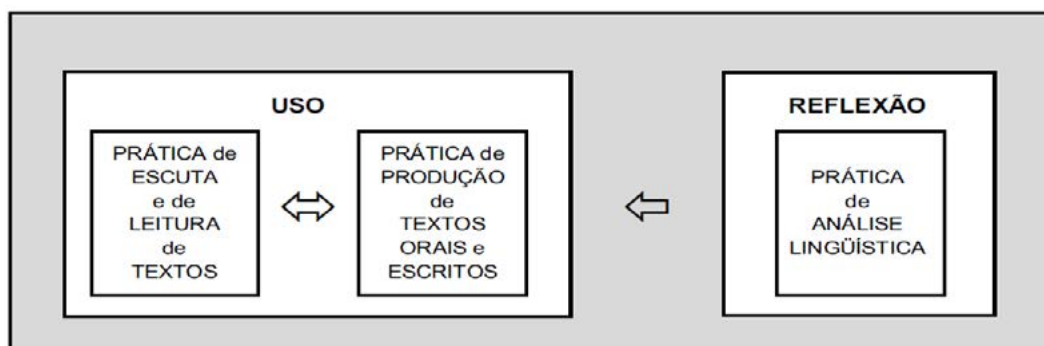 USO
PRÁTICA de
ESCUTA
e de
LEITURA
de
TEXTOS
PRÁTICA de
PRODUÇÃO
de
TEXTOS
ORAIS e
ESCRITOS
REFLEXÃO
PRÁTICA
de
ANÁLISE
LINGÜÍSTICA